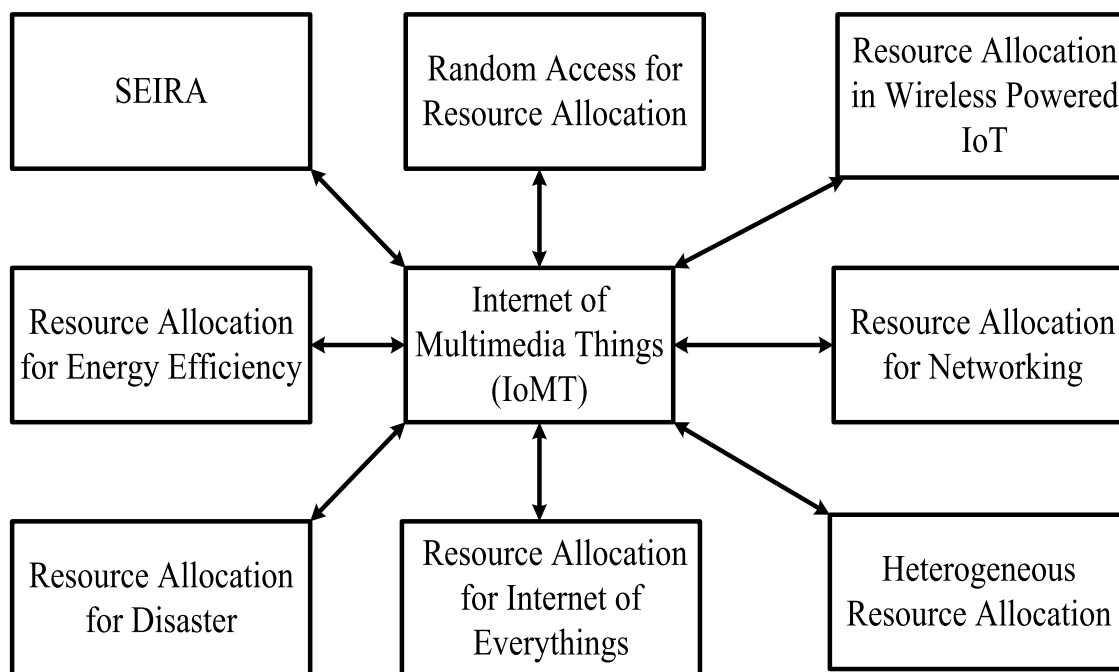 SEIRA
Random Access for
Resource Allocation
Resource Allocation
in Wireless Powered
IoT
Resource Allocation
for Energy Efficiency
Internet of
Multimedia Things
(IoMT)
Resource Allocation
for Networking
Resource Allocation
for Disaster
Resource Allocation
for Internet of
Everythings
Heterogeneous
Resource Allocation